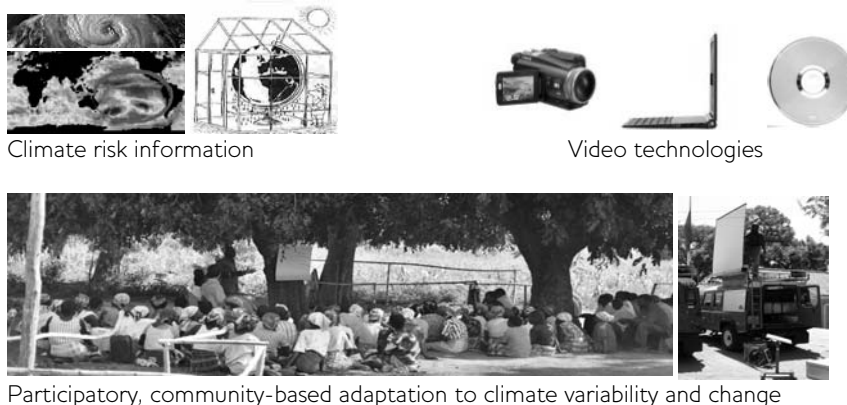 Climate risk information
Video technologies
Participatory, community-based adaptation to climate variability and change